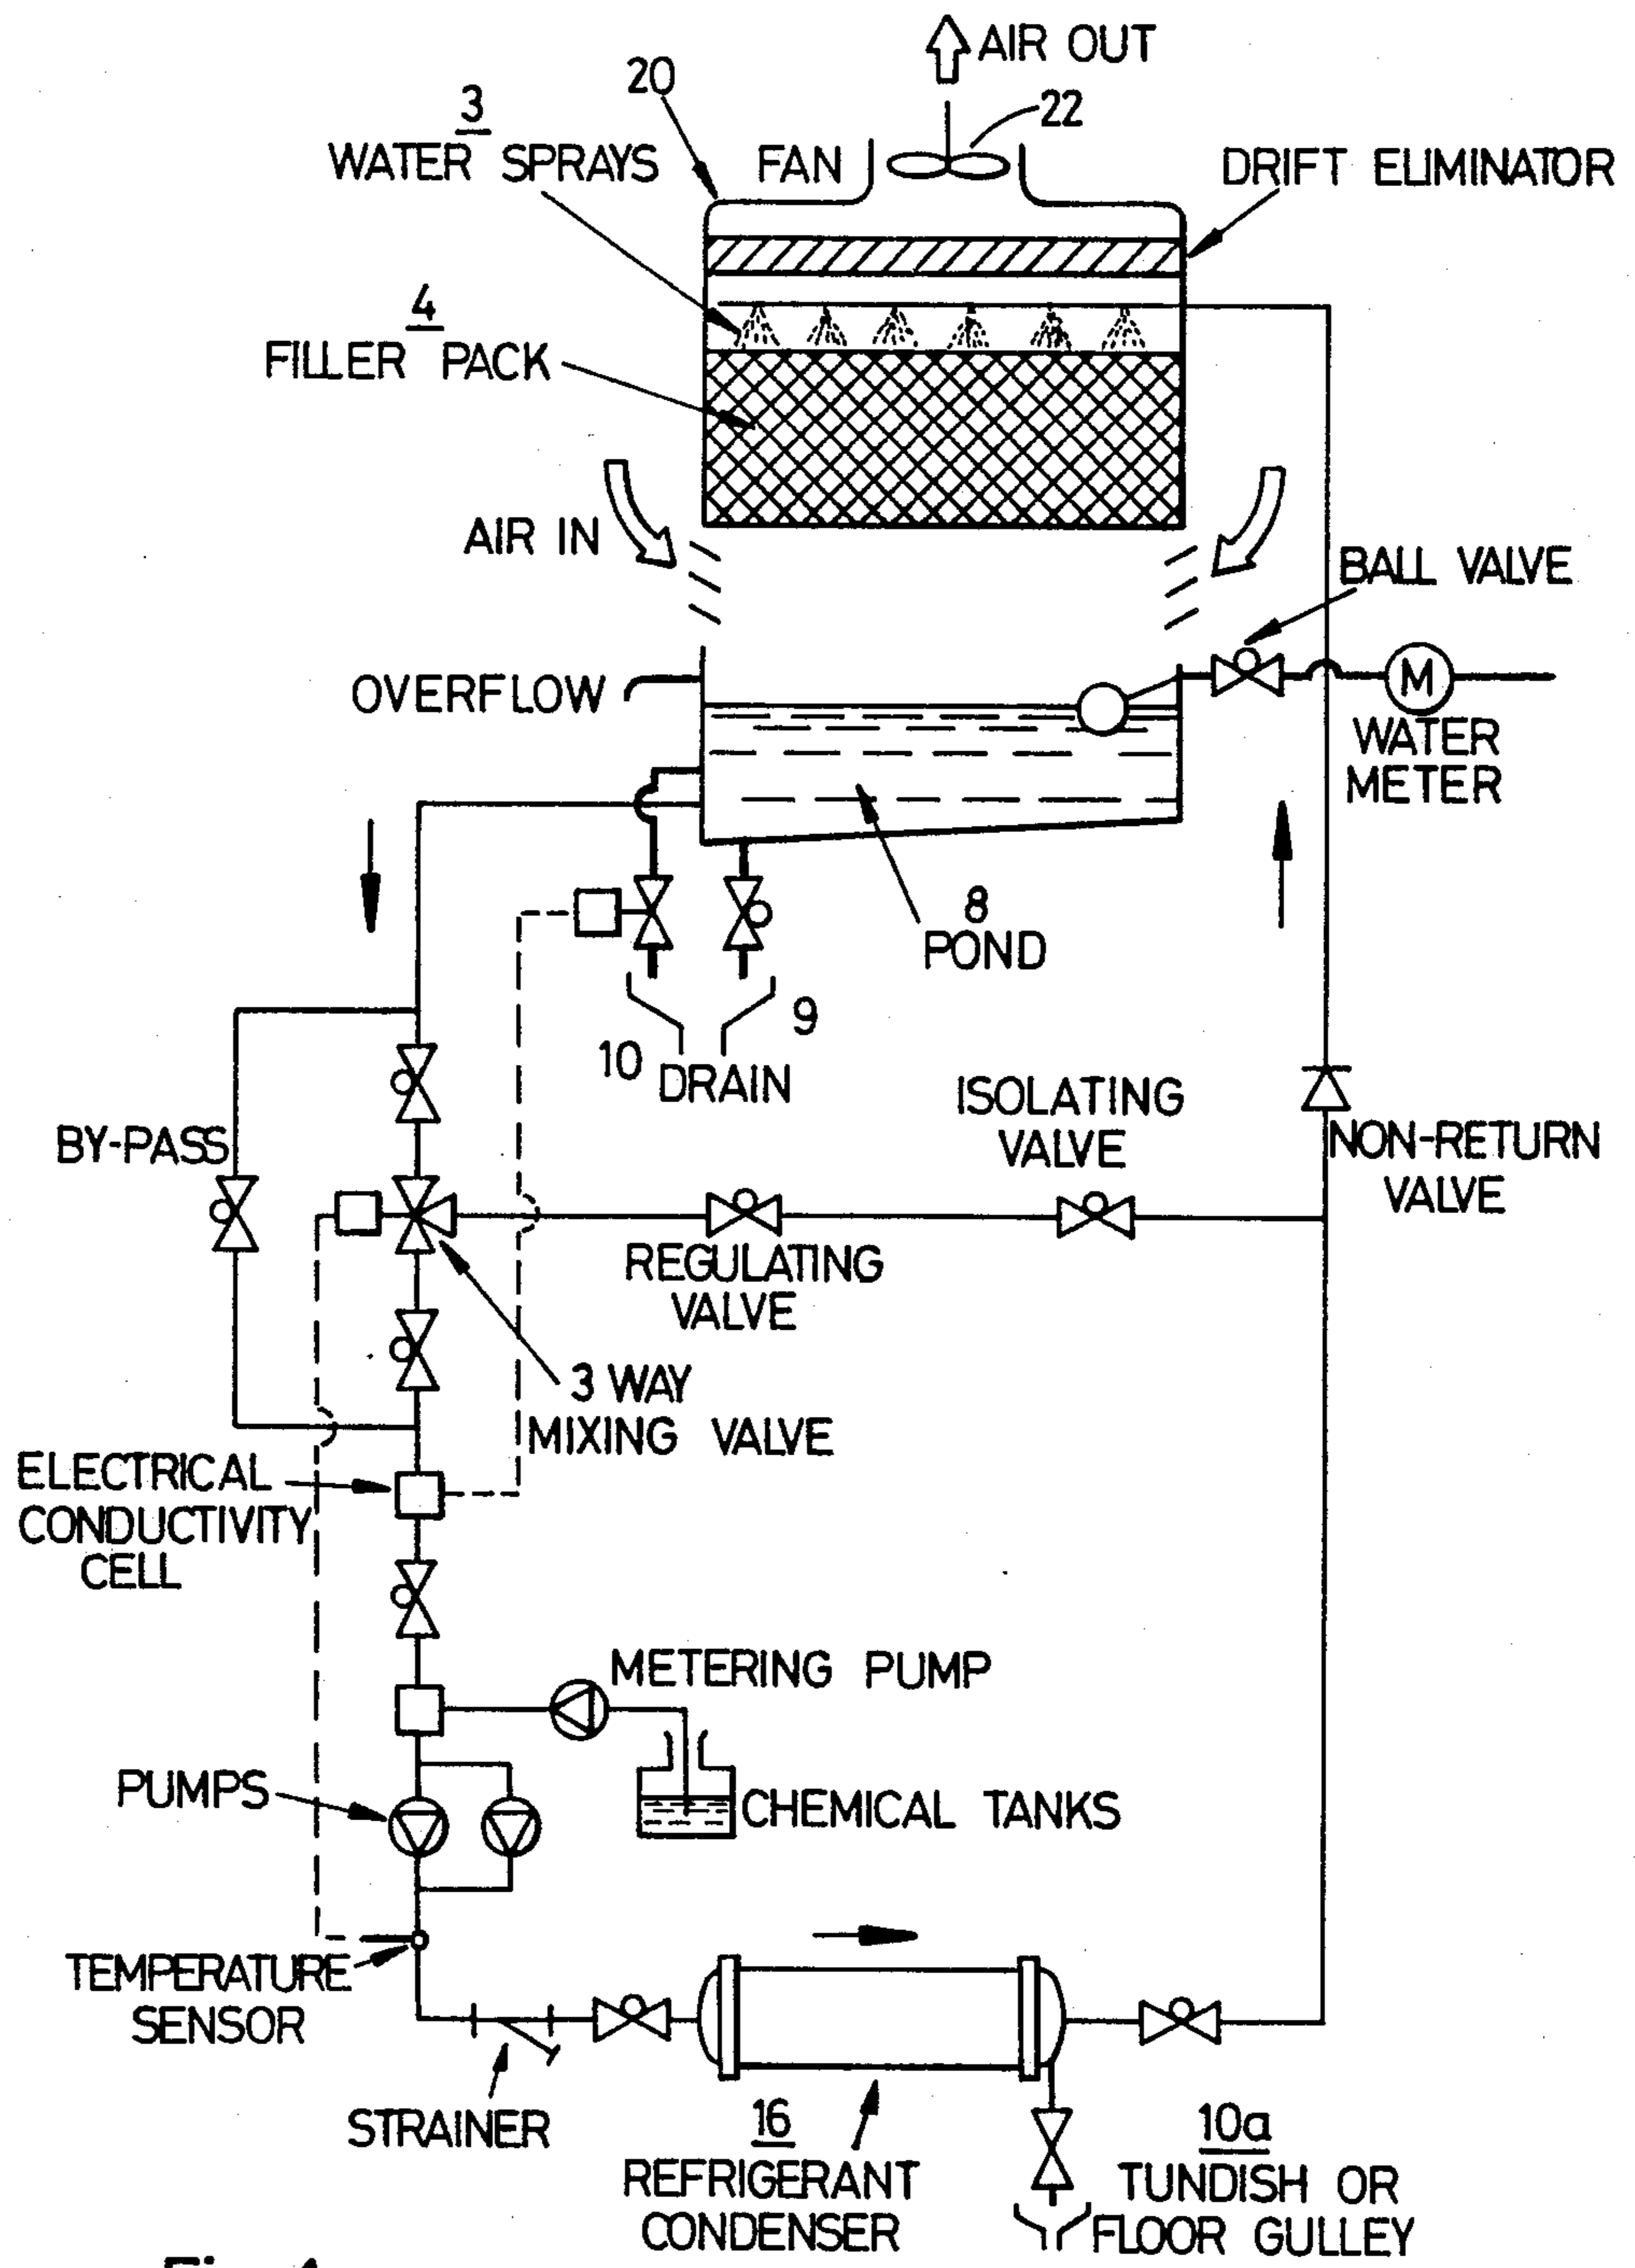 AIR OUT
20
3
22
WATER SPRAYS
FAN
DRIFT ELIMINATOR
4
FILLER PACK
AIR IN
BALL VALVE
OVERFLOW
M
WATER
METER
8
POND
9
10
DRAIN
ISOLATING
VALVE
BY-PASS
NON-RETURN
VALVE
REGULATING
VALVE
3 WAY
MIXING VALVE
ELECTRICAL
CONDUCTIVITY
CELL
METERING PUMP
PUMPS
CHEMICAL TANKS
TEMPERATURE
SENSOR
STRAINER
16
REFRIGERANT
CONDENSER
10a
TUNDISH OR
FLOOR GULLEY